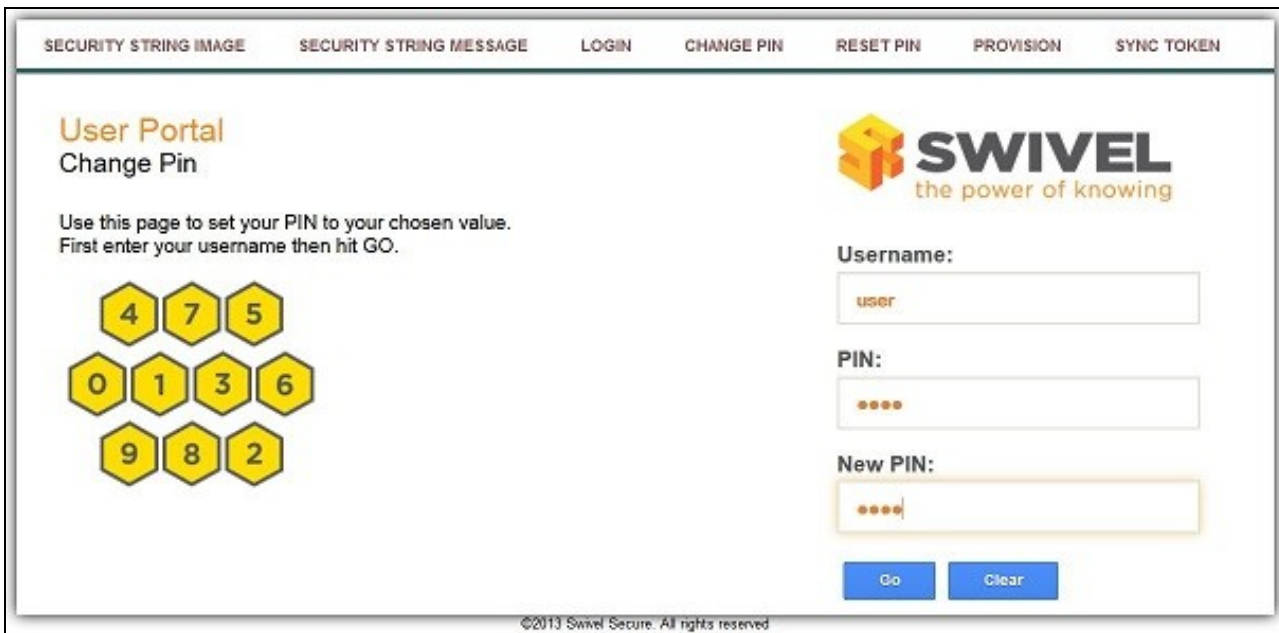 SECURITY STRING IMAGE SECURITY STRING MESSAGE LOGIN CHANGE PIN RESET PIN PROVISION SYNC TOKEN
User Portal
Change Pin
Use this page to set your PIN to your chosen value.
First enter your username then hit GO.
4 7 5
0 1 3 6
9 8 2
SWIVEL
the power of knowing
Username:
user
PIN:
••••
New PIN:
••••
Go Clear
©2013 Swivel Secure. All rights reserved